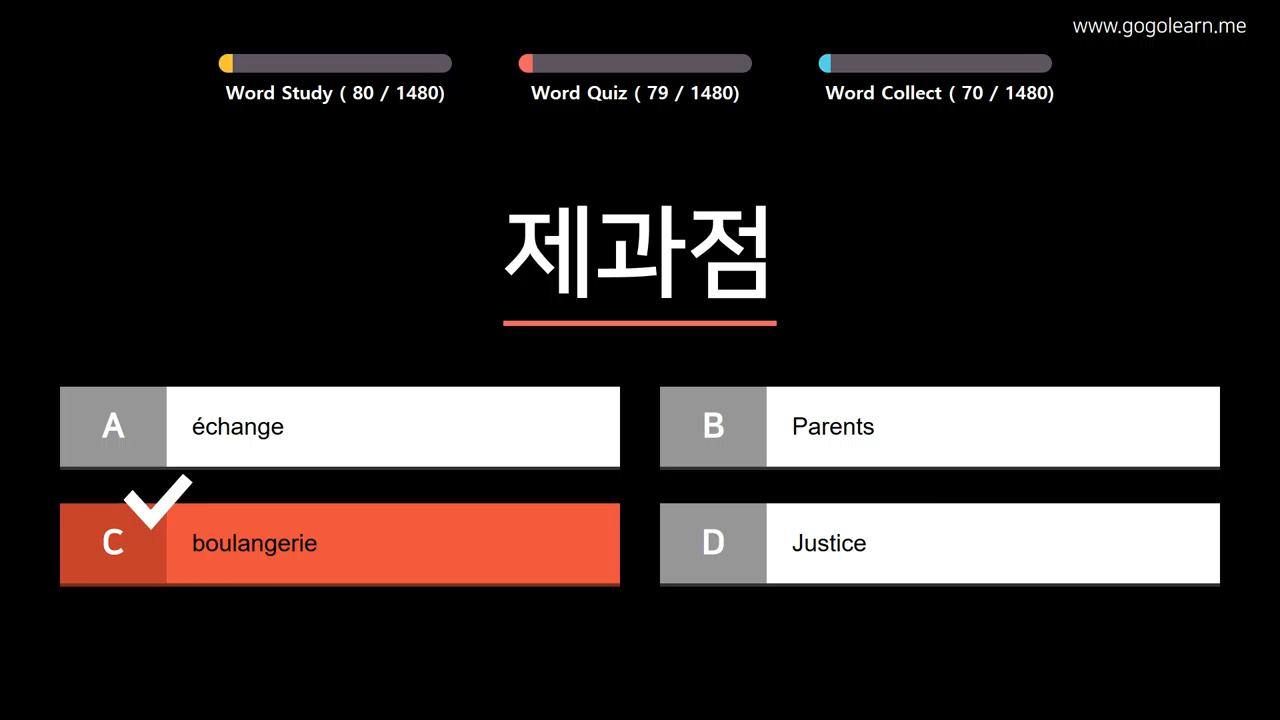 www.gogolearn.me
Word Study ( 80 / 1480)
Word Quiz ( 79 / 1480)
Word Collect ( 70 / 1480)
제과점
A
échange
B
Parents
C
boulangerie
D
Justice